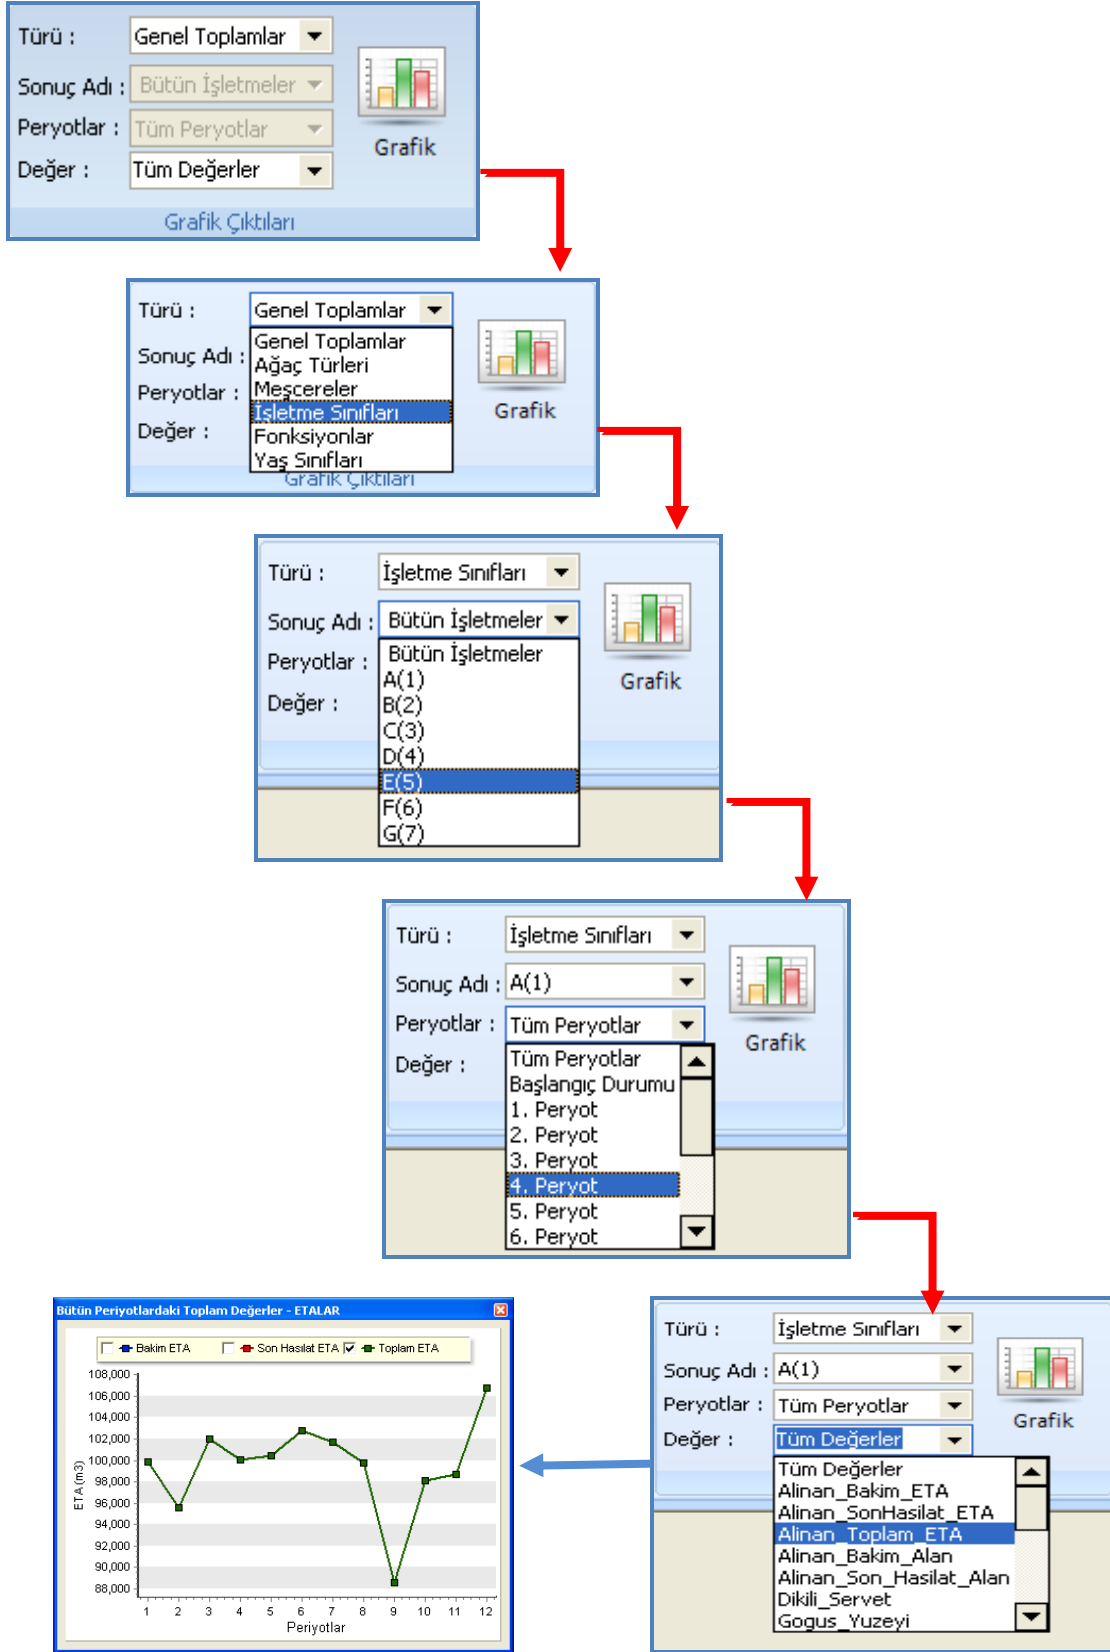 Türü : Genel Toplamlar
Sonuç Adı : Bütün İşletmeler
Peryotlar : Tüm Peryotlar
Değer : Tüm Değerler
Grafik
Grafik Çıktıları
Türü : Genel Toplamlar
Genel Toplamlar
Sonuç Adı :
Ağaç Türleri
Peryotlar :
Meşcereler
İşletme Sınıfları
Grafik
Değer :
Fonksiyonlar
Yaş Sınıfları
Grafik Çıktıları
Türü : İşletme Sınıfları
Sonuç Adı : Bütün İşletmeler
Peryotlar :
Bütün İşletmeler
A(1)
Grafik
Değer :
B(2)
C(3)
D(4)
E(5)
F(6)
G(7)
Türü : İşletme Sınıfları
Sonuç Adı : A(1)
Peryotlar : Tüm Peryotlar
Grafik
Değer :
Tüm Peryotlar
Başlangıç Durumu
1. Peryot
2. Peryot
3. Peryot
4. Peryot
5. Peryot
6. Peryot
Bütün Periyotlardaki Toplam Değerler - ETALAR
Bakim ETA Son Hasılat ETA Toplam ETA
108,000
106,000
104,000
102,000
100,000
98,000
96,000
94,000
92,000
90,000
88,000
ETA (m3)
1 2 3 4 5 6 7 8 9 10 11 12
Periyotlar
Türü : İşletme Sınıfları
Sonuç Adı : A(1)
Peryotlar : Tüm Peryotlar
Grafik
Değer : Tüm Değerler
Tüm Değerler
Alinan_Bakim_ETA
Alinan_SonHasilat_ETA
Alinan_Toplam_ETA
Alinan_Bakim_Alan
Alinan_Son_Hasilat_Alan
Dikili_Servet
Gogus_Yuzeyi